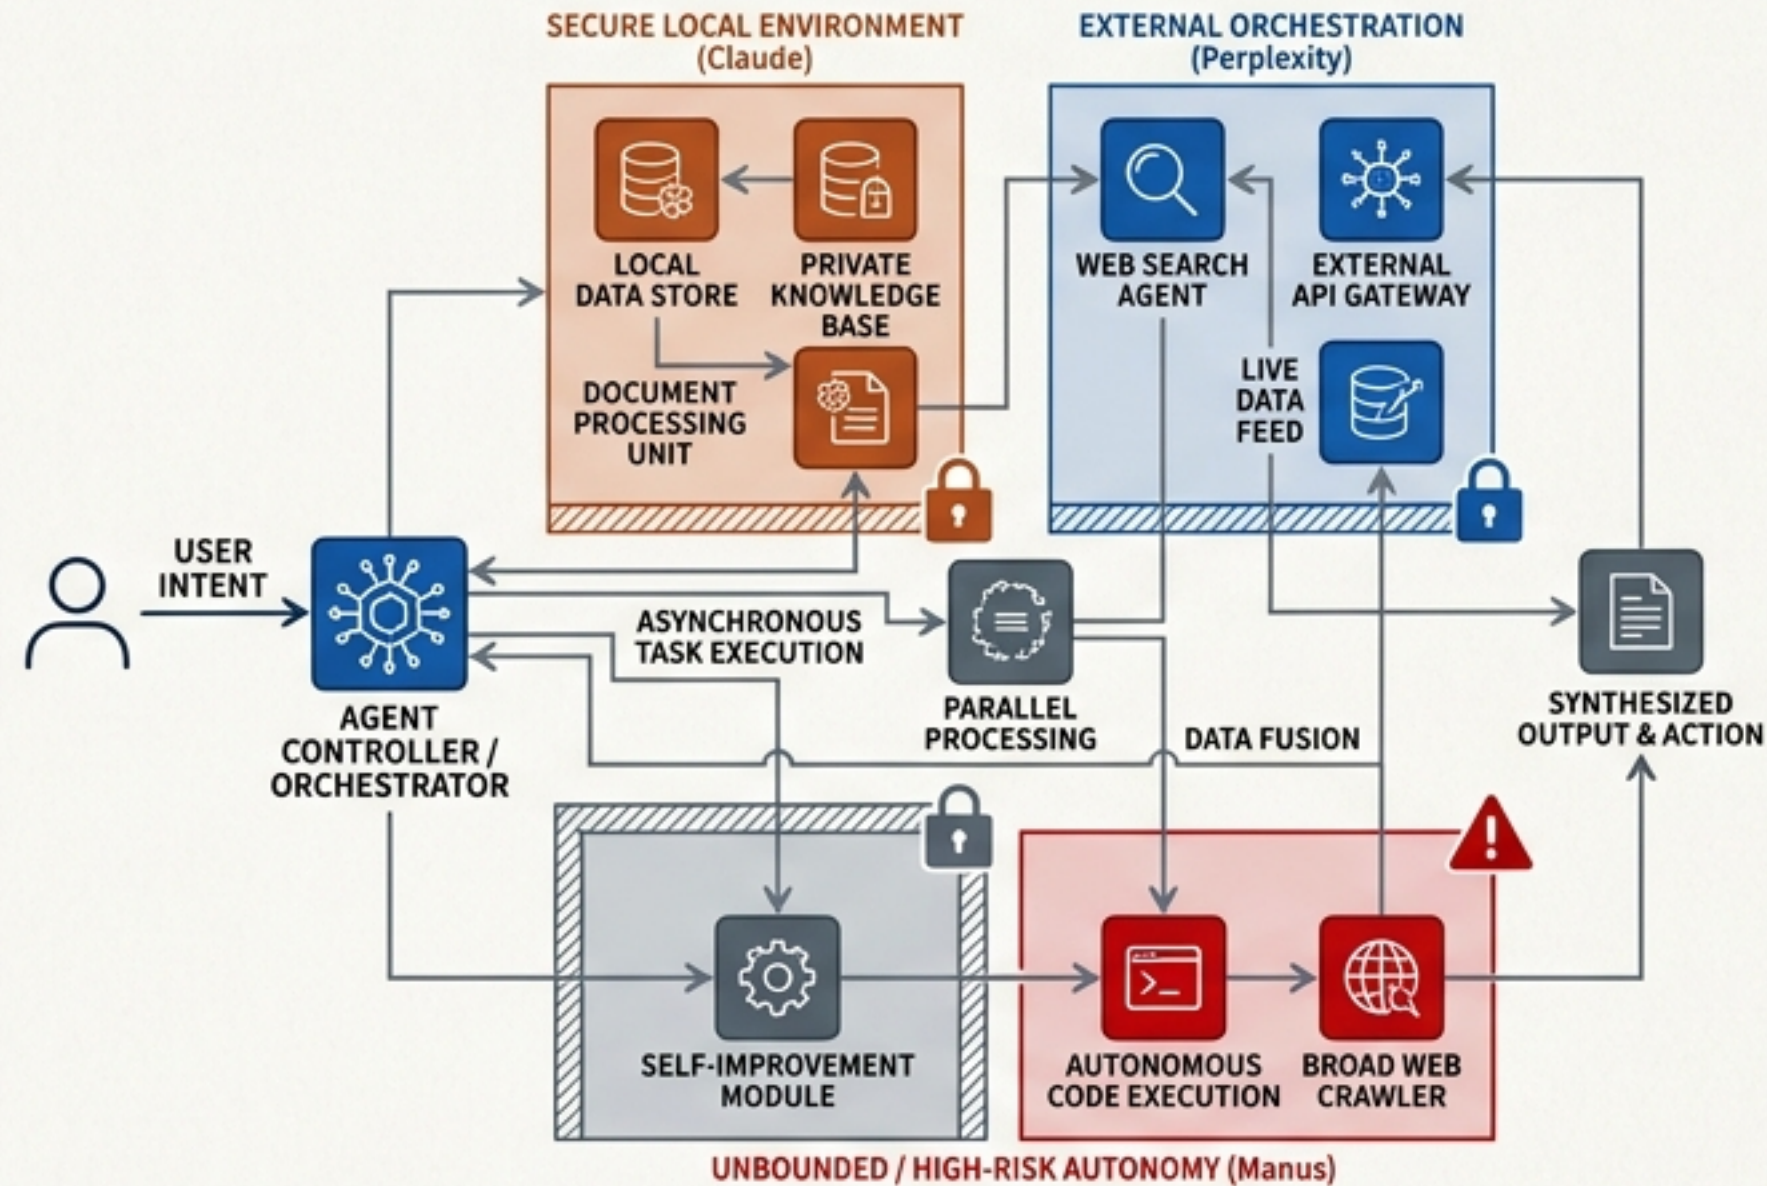 SECURE LOCAL ENVIRONMENT
(Claude)
EXTERNAL ORCHESTRATION
(Perplexity)
LOCAL
DATA STORE
PRIVATE
KNOWLEDGE
BASE
DOCUMENT
PROCESSING
UNIT
WEB SEARCH
AGENT
EXTERNAL
API GATEWAY
LIVE
DATA
FEED
USER
INTENT
AGENT
CONTROLLER /
ORCHESTRATOR
ASYNCHRONOUS
TASK EXECUTION
PARALLEL
PROCESSING
DATA FUSION
SYNTHESIZED
OUTPUT & ACTION
SELF-IMPROVEMENT
MODULE
AUTONOMOUS
CODE EXECUTION
BROAD WEB
CRAWLER
UNBOUNDED / HIGH-RISK AUTONOMY (Manus)